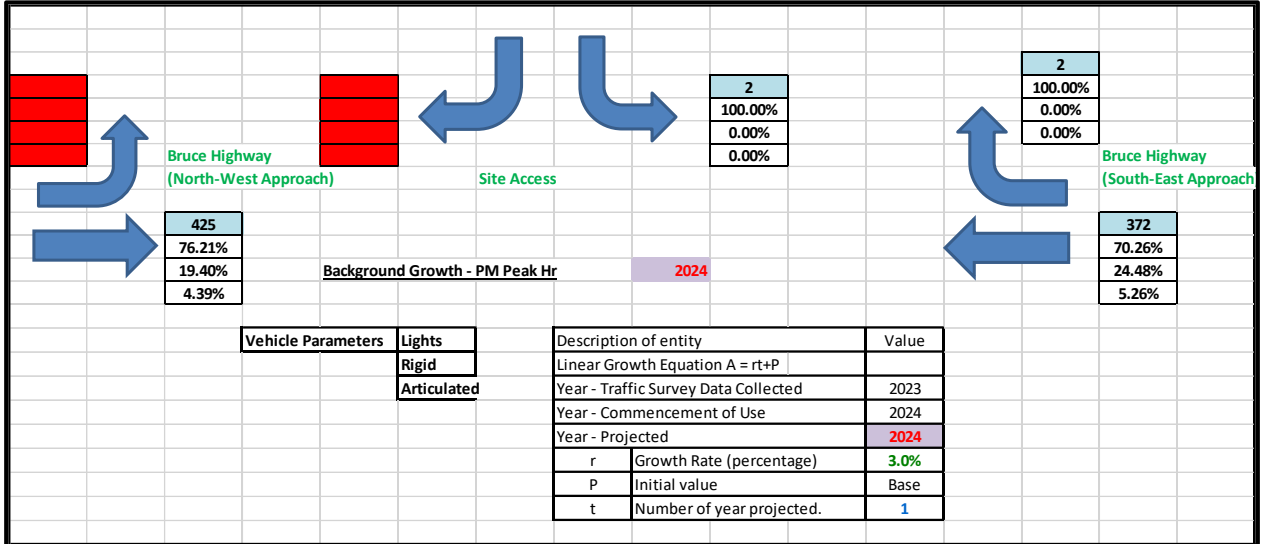 2
100.00%
0.00%
0.00%
2
100.00%
0.00%
0.00%
Bruce Highway
(North-West Approach)
Site Access
Bruce Highway
(South-East Approach
425
76.21%
19.40%
4.39%
372
70.26%
24.48%
5.26%
Background Growth - PM Peak Hr 2024
Vehicle Parameters Lights
Rigid
Articulated
Description of entity Value
Linear Growth Equation A = rt+P
Year - Traffic Survey Data Collected 2023
Year - Commencement of Use 2024
Year - Projected 2024
r Growth Rate (percentage) 3.0%
P Initial value Base
t Number of year projected. 1